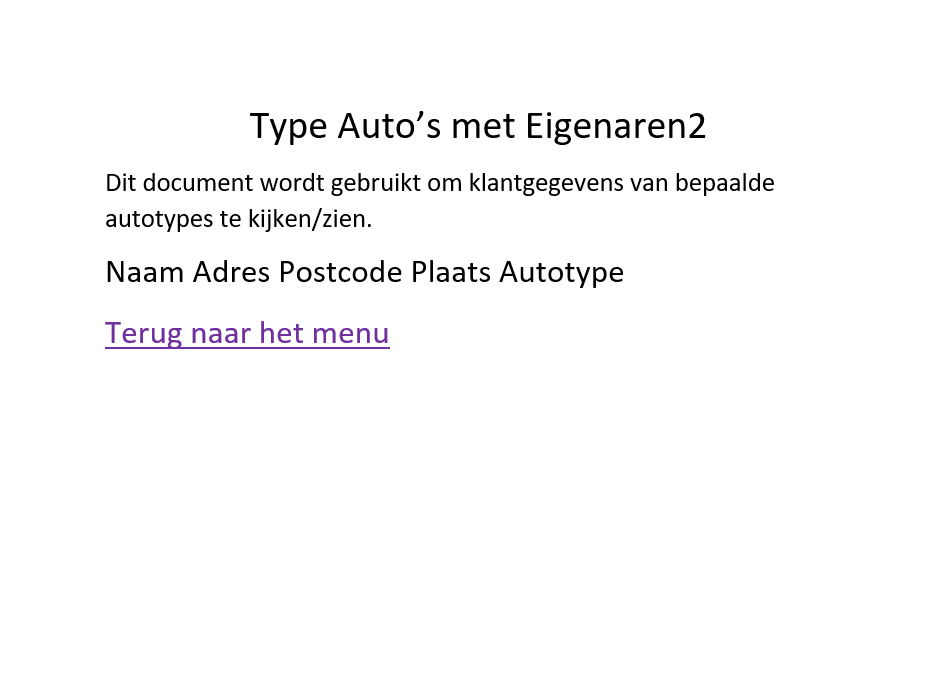 Type Auto’s met Eigenaren2
Dit document wordt gebruikt om klantgegevens van bepaalde
autotypes te kijken/zien.
Naam Adres Postcode Plaats Autotype
Terug naar het menu